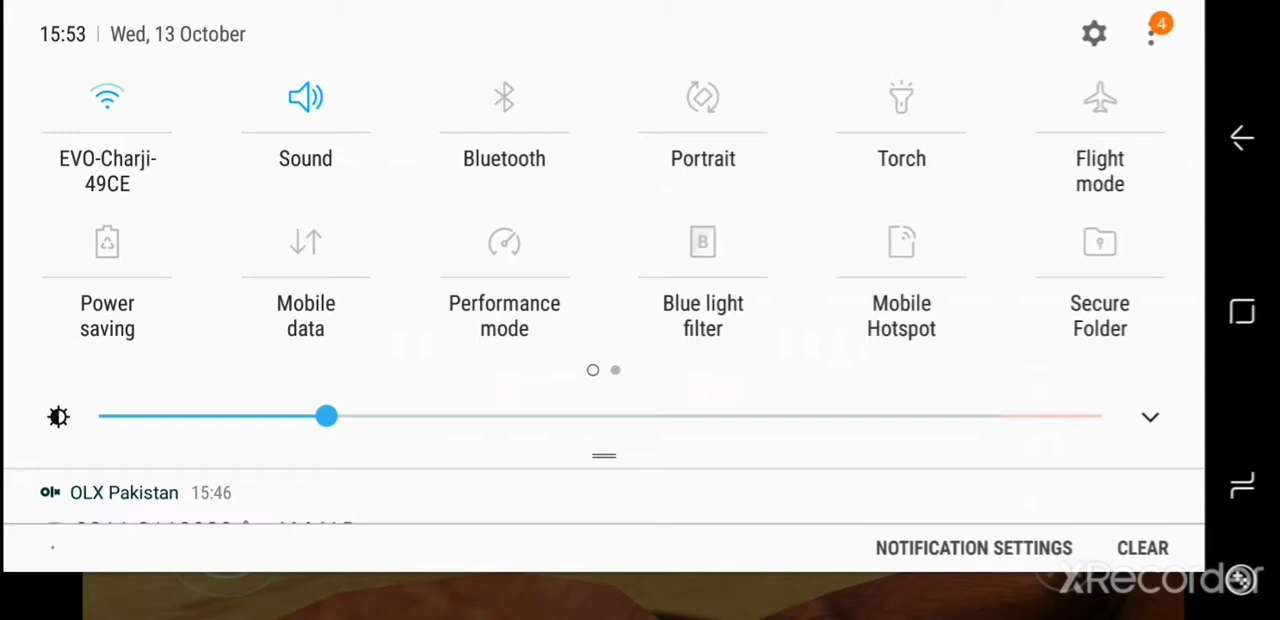 15:53 | Wed, 13 October
4
EVO-Charji-
49CE
Sound
Bluetooth
Portrait
Torch
Flight
mode
Power
saving
Mobile
data
Performance
mode
B
Blue light
filter
Mobile
Hotspot
Secure
Folder
olx OLX Pakistan 15:46
NOTIFICATION SETTINGS CLEAR
XRecorder